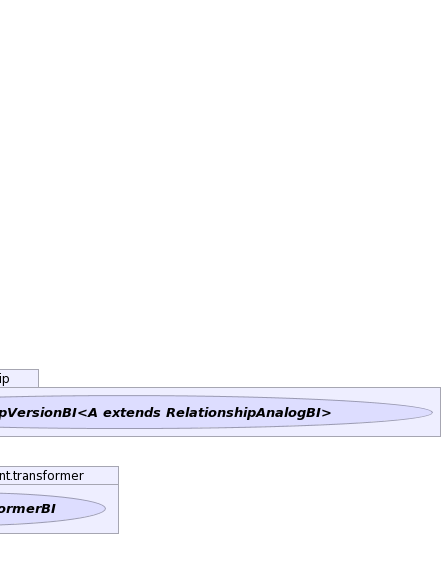 ip
pVersionBI<A extends RelationshipAnalogBI>
nt.transformer
ormerBI